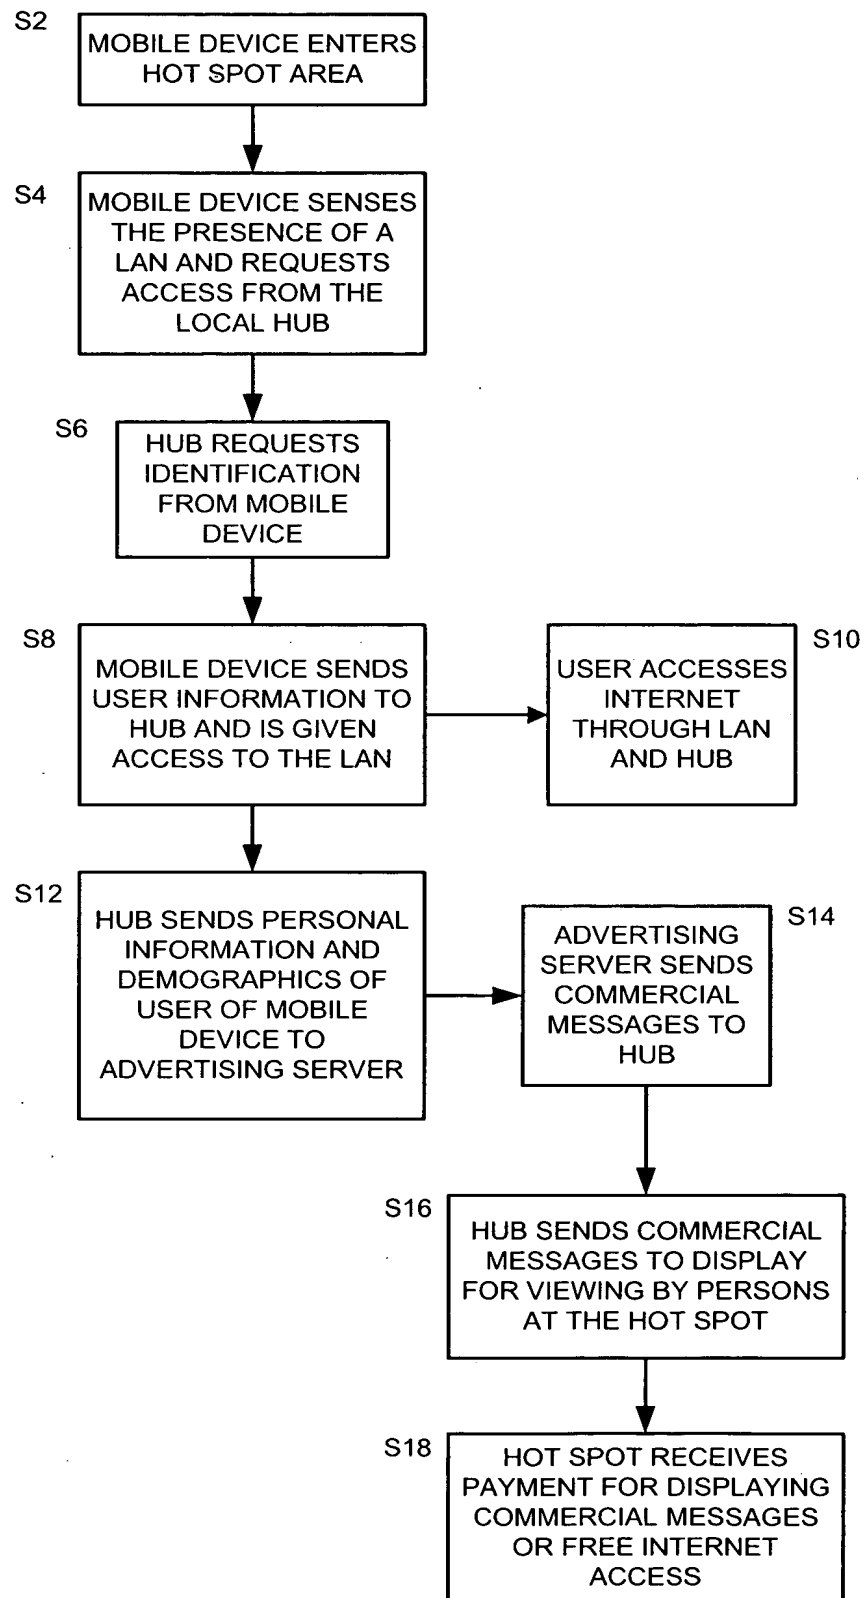 S2
MOBILE DEVICE ENTERS
HOT SPOT AREA
S4
MOBILE DEVICE SENSES
THE PRESENCE OF A
LAN AND REQUESTS
ACCESS FROM THE
LOCAL HUB
S6
HUB REQUESTS
IDENTIFICATION
FROM MOBILE
DEVICE
S8
MOBILE DEVICE SENDS
USER INFORMATION TO
HUB AND IS GIVEN
ACCESS TO THE LAN
S10
USER ACCESSES
INTERNET
THROUGH LAN
AND HUB
S12
HUB SENDS PERSONAL
INFORMATION AND
DEMOGRAPHICS OF
USER OF MOBILE
DEVICE TO
ADVERTISING SERVER
S14
ADVERTISING
SERVER SENDS
COMMERCIAL
MESSAGES TO
HUB
S16
HUB SENDS COMMERCIAL
MESSAGES TO DISPLAY
FOR VIEWING BY PERSONS
AT THE HOT SPOT
S18
HOT SPOT RECEIVES
PAYMENT FOR DISPLAYING
COMMERCIAL MESSAGES
OR FREE INTERNET
ACCESS